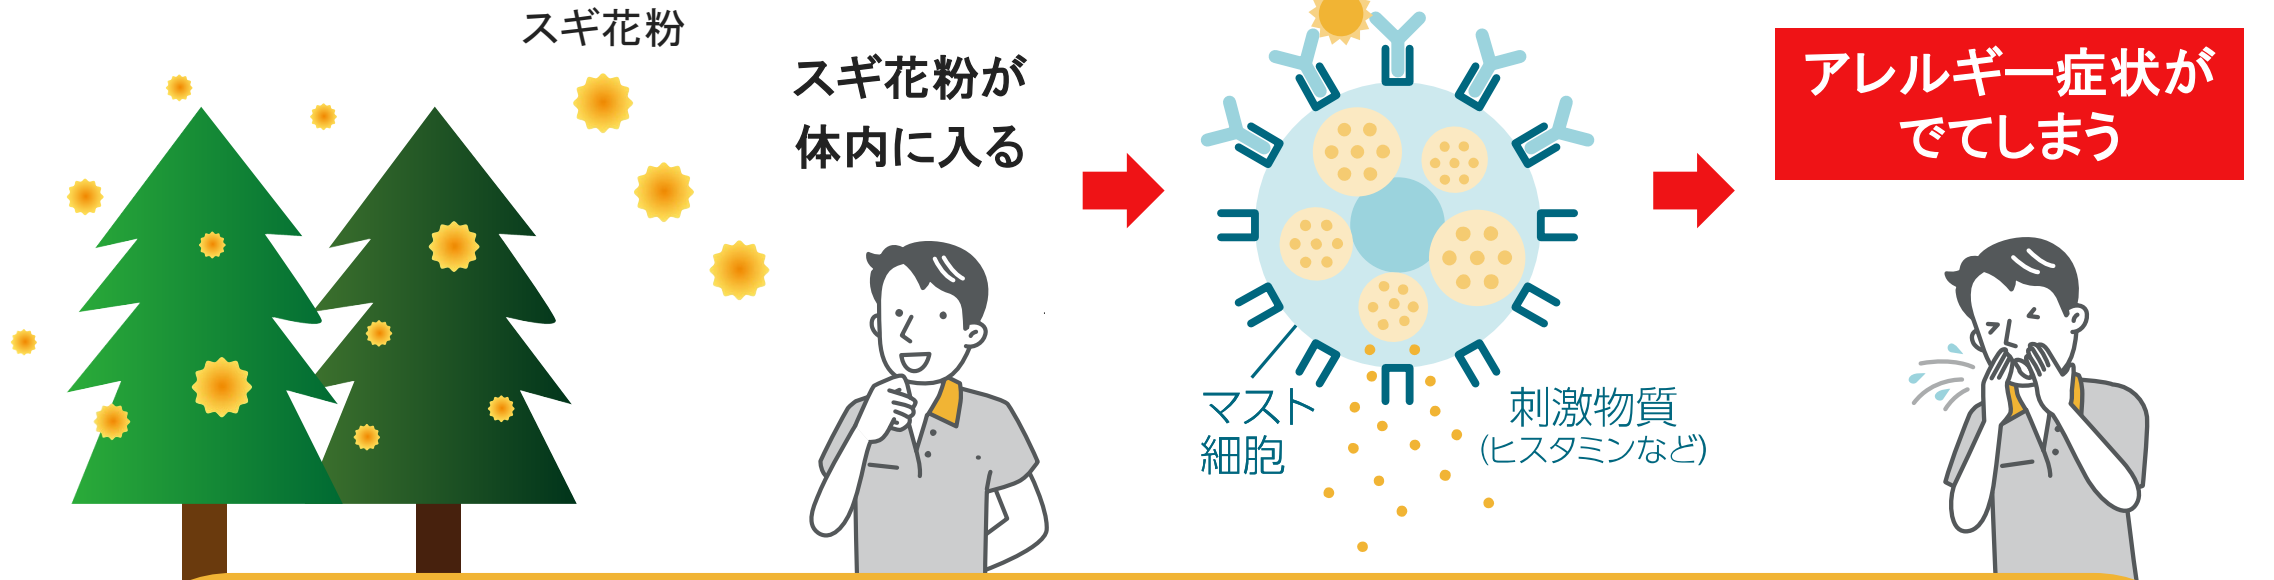 スギ花粉
スギ花粉が
体内に入る
マスト
細胞
刺激物質
(ヒスタミンなど)
アレルギー症状が
でてしまう